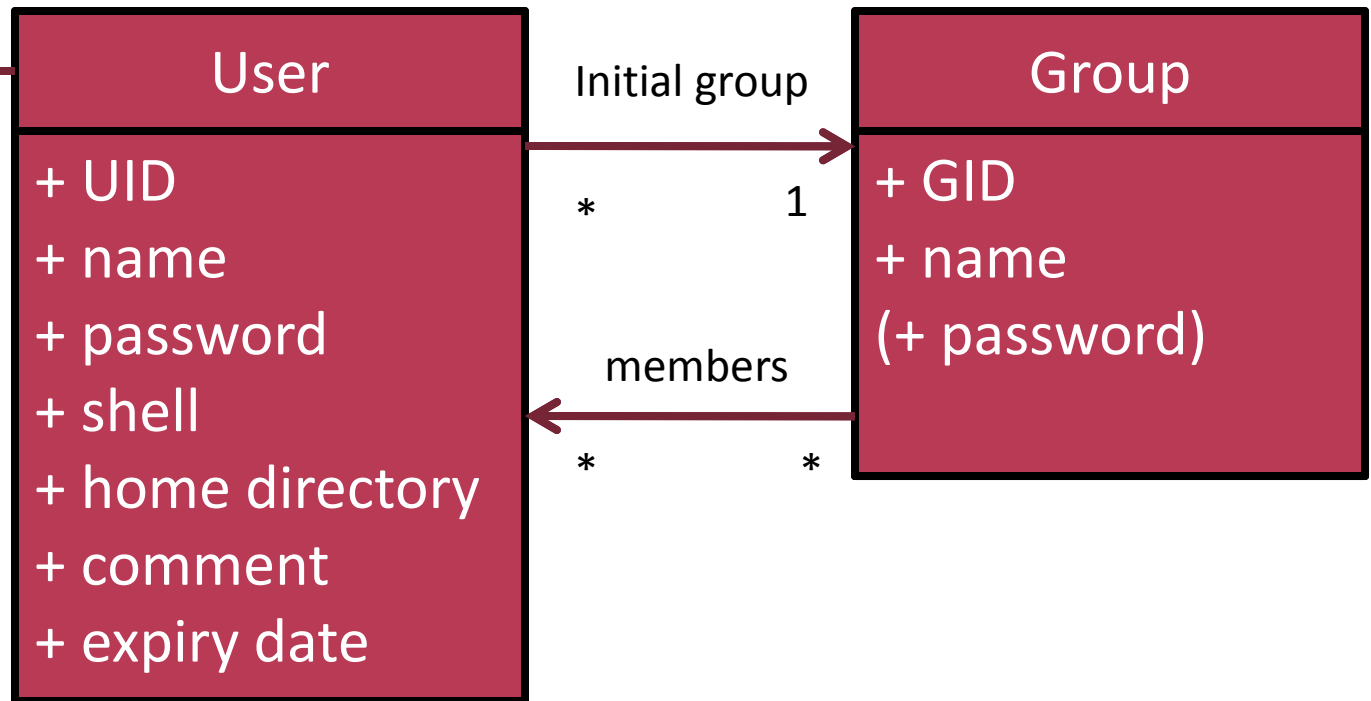 User
+ UID
+ name
+ password
+ shell
+ home directory
+ comment
+ expiry date
Initial group
* 1
members
* *
Group
+ GID
+ name
(+ password)